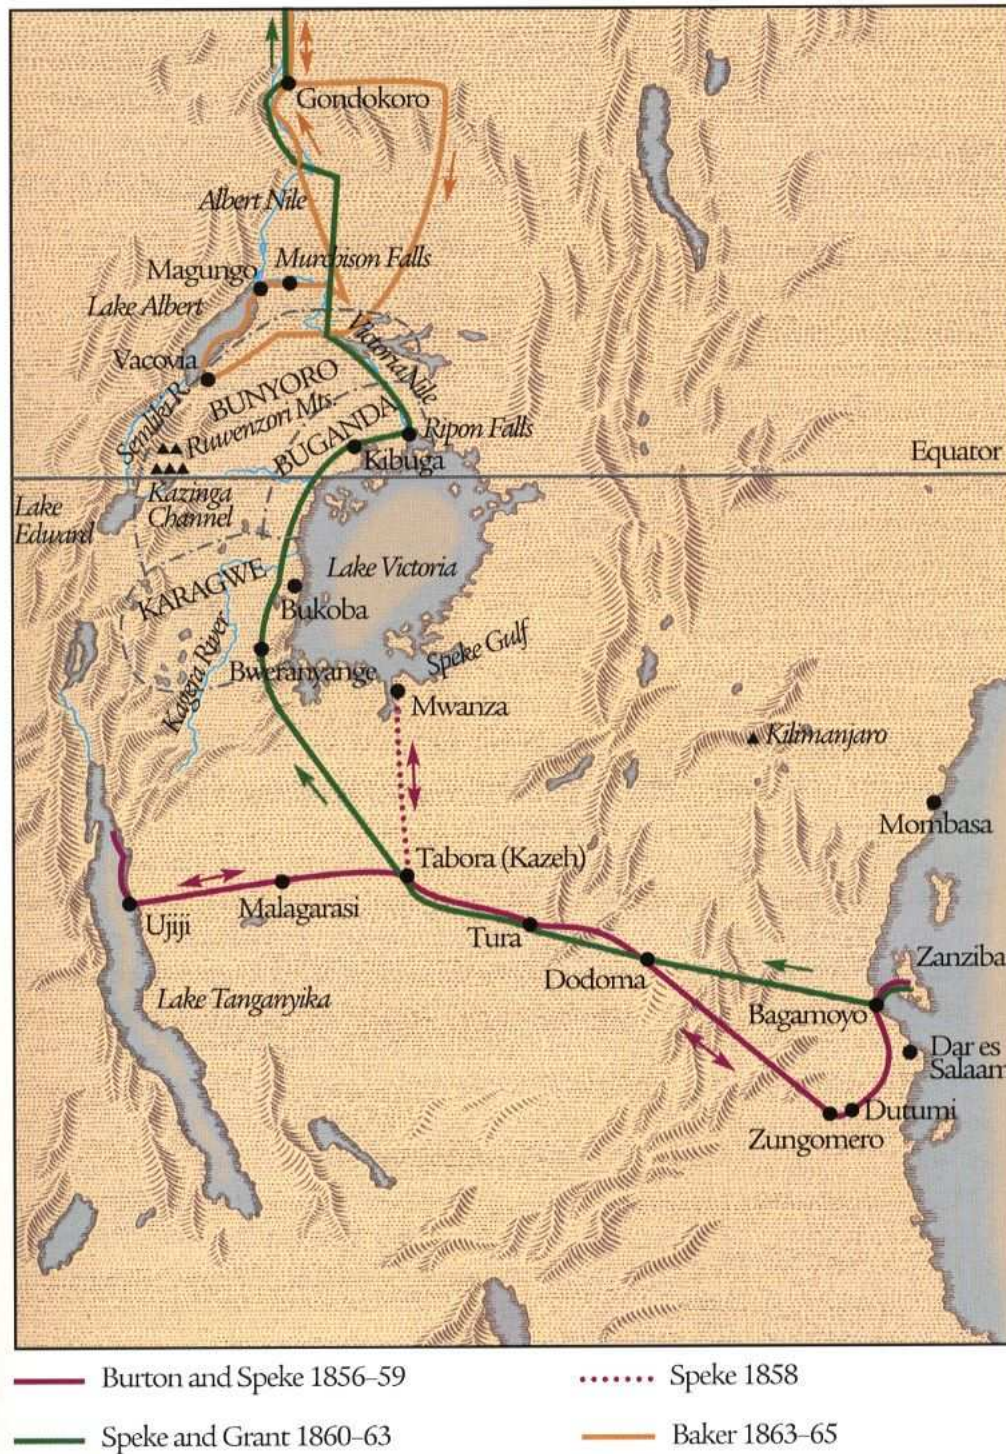 Gondokoro
Albert Nile
Murchison Falls
Magungo
Lake Albert
Vacovia
Victoria Nile
BUNYORO
Semliki R.
Ruwenzori Mts.
BUGANDA
Ripon Falls
Kibuga
Equator
Kazinga
Channel
Lake
Edward
Lake Victoria
KARAGWE
Bukoba
Speke Gulf
Kagera River
Bweranyange
Mwanza
Kilimanjaro
Mombasa
Tabora (Kazeh)
Malagarasi
Ujiji
Tura
Zanziba
Dodoma
Lake Tanganyika
Bagamoyo
Dar es
Salaam
Dutumi
Zungomero
Burton and Speke 1856–59
Speke 1858
Speke and Grant 1860–63
Baker 1863–65